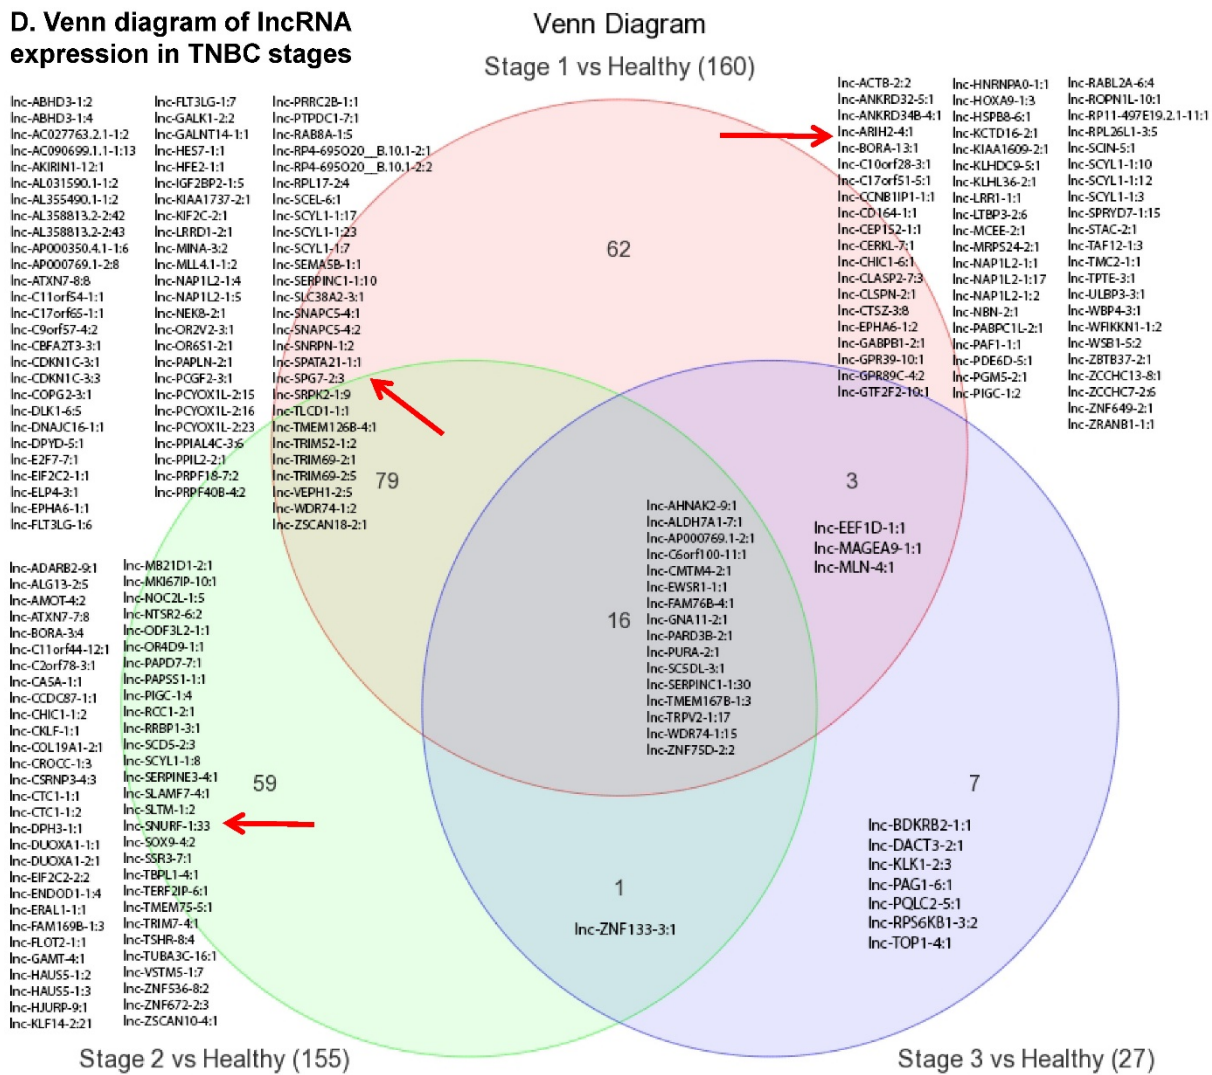 D. Venn diagram of lncRNA
expression in TNBC stages
Venn Diagram
Stage 1 vs Healthy (160)
lnc-ABHD3-1:2
lnc-ABHD3-1:4
lnc-AC027763.2.1-1:2
lnc-AC090699.1.1-1:13
lnc-AKIRIN1-12:1
lnc-AL031590.1-1:2
lnc-AL355490.1-1:2
lnc-AL358813.2-2:42
lnc-AL358813.2-2:43
lnc-AP000350.4.1-1:6
lnc-AP000769.1-2:8
lnc-ATXN7-8:8
lnc-C11orf54-1:1
lnc-C17orf65-1:1
lnc-C9orf57-4:2
lnc-CBFA2T3-3:1
lnc-CDKN1C-3:1
lnc-CDKN1C-3:3
lnc-COPG2-3:1
lnc-DLK1-6:5
lnc-DNAJC16-1:1
lnc-DPYD-5:1
lnc-E2F7-7:1
lnc-EIF2C2-1:1
lnc-ELP4-3:1
lnc-EPHA6-1:1
lnc-FLT3LG-1:6
lnc-FLT3LG-1:7
lnc-GALK1-2:2
lnc-GALNT14-1:1
lnc-HES7-1:1
lnc-HFE2-1:1
lnc-IGF2BP2-1:5
lnc-KIAA1737-2:1
lnc-KIF2C-2:1
lnc-LRRD1-2:1
lnc-MINA-3:2
lnc-MLL4.1-1:2
lnc-NAP1L2-1:4
lnc-NAP1L2-1:5
lnc-NEK8-2:1
lnc-OR2V2-3:1
lnc-OR6S1-2:1
lnc-PAPLN-2:1
lnc-PCGF2-3:1
lnc-PCYOX1L-2:15
lnc-PCYOX1L-2:16
lnc-PCYOX1L-2:23
lnc-PPIAL4C-3:6
lnc-PPIL2-2:1
lnc-PRPF18-7:2
lnc-PRPF40B-4:2
lnc-PRRC2B-1:1
lnc-PTPDC1-7:1
lnc-RAB8A-1:5
lnc-RP4-695O20__B.10.1-2:1
lnc-RP4-695O20__B.10.1-2:2
lnc-RPL17-2:4
lnc-SCEL-6:1
lnc-SCYL1-1:17
lnc-SCYL1-1:23
lnc-SCYL1-1:7
lnc-SEMA5B-1:1
lnc-SERPINC1-1:10
lnc-SLC38A2-3:1
lnc-SNAPC5-4:1
lnc-SNAPC5-4:2
lnc-SNRPN-1:2
lnc-SPATA21-1:1
lnc-SPG7-2:3
lnc-SRPK2-1:9
lnc-TLCD1-1:1
lnc-TMEM126B-4:1
lnc-TRIM52-1:2
lnc-TRIM69-2:1
lnc-TRIM69-2:5
lnc-VEPH1-2:5
lnc-WDR74-1:2
lnc-ZSCAN18-2:1
62
lnc-ACTB-2:2
lnc-ANKRD32-5:1
lnc-ANKRD34B-4:1
lnc-ARIH2-4:1
lnc-BORA-13:1
lnc-C10orf28-3:1
lnc-C17orf51-5:1
lnc-CCNB1IP1-1:1
lnc-CD164-1:1
lnc-CEP152-1:1
lnc-CERKL-7:1
lnc-CHIC1-6:1
lnc-CLASP2-7:3
lnc-CLSPN-2:1
lnc-CTSZ-3:8
lnc-EPHA6-1:2
lnc-GABPB1-2:1
lnc-GPR39-10:1
lnc-GPR89C-4:2
lnc-GTF2F2-10:1
lnc-HNRNPA0-1:1
lnc-HOXA9-1:3
lnc-HSPB8-6:1
lnc-KCTD16-2:1
lnc-KIAA1609-2:1
lnc-KLHDC9-5:1
lnc-KLHL36-2:1
lnc-LRR1-1:1
lnc-LTBP3-2:6
lnc-MCEE-2:1
lnc-MRPS24-2:1
lnc-NAP1L2-1:1
lnc-NAP1L2-1:17
lnc-NAP1L2-1:2
lnc-NBN-2:1
lnc-PABPC1L-2:1
lnc-PAF1-1:1
lnc-PDE6D-5:1
lnc-PGM5-2:1
lnc-PIGC-1:2
lnc-RABL2A-6:4
lnc-ROPN1L-10:1
lnc-RP11-497E19.2.1-11:1
lnc-RPL26L1-3:5
lnc-SCIN-5:1
lnc-SCYL1-1:10
lnc-SCYL1-1:12
lnc-SCYL1-1:3
lnc-SPRYD7-1:15
lnc-STAC-2:1
lnc-TAF12-1:3
lnc-TMC2-1:1
lnc-TPTE-3:1
lnc-ULBP3-3:1
lnc-WBP4-3:1
lnc-WFIKKN1-1:2
lnc-WSB1-5:2
lnc-ZBTB37-2:1
lnc-ZCCHC13-8:1
lnc-ZCCHC7-2:6
lnc-ZNF649-2:1
lnc-ZRANB1-1:1
79
3
lnc-EEF1D-1:1
lnc-MAGEA9-1:1
lnc-MLN-4:1
16
lnc-AHNAK2-9:1
lnc-ALDH7A1-7:1
lnc-AP000769.1-2:1
lnc-C6orf100-11:1
lnc-CMTM4-2:1
lnc-EWSR1-1:1
lnc-FAM76B-4:1
lnc-GNA11-2:1
lnc-PARD3B-2:1
lnc-PURA-2:1
lnc-SC5DL-3:1
lnc-SERPINC1-1:30
lnc-TMEM167B-1:3
lnc-TRPV2-1:17
lnc-WDR74-1:15
lnc-ZNF75D-2:2
lnc-ADARB2-9:1
lnc-ALG13-2:5
lnc-AMOT-4:2
lnc-ATXN7-7:8
lnc-BORA-3:4
lnc-C11orf44-12:1
lnc-C2orf78-3:1
lnc-CA5A-1:1
lnc-CCDC87-1:1
lnc-CHIC1-1:2
lnc-CKLF-1:1
lnc-COL19A1-2:1
lnc-CROCC-1:3
lnc-CSRNP3-4:3
lnc-CTC1-1:1
lnc-CTC1-1:2
lnc-DPH3-1:1
lnc-DUOXA1-1:1
lnc-DUOXA1-2:1
lnc-EIF2C2-2:2
lnc-ENDOD1-1:4
lnc-ERAL1-1:1
lnc-FAM169B-1:3
lnc-FLOT2-1:1
lnc-GAMT-4:1
lnc-HAUS5-1:2
lnc-HAUS5-1:3
lnc-HJURP-9:1
lnc-KLF14-2:21
lnc-MB21D1-2:1
lnc-MKI67IP-10:1
lnc-NOC2L-1:5
lnc-NTSR2-6:2
lnc-ODF3L2-1:1
lnc-OR4D9-1:1
lnc-PAPD7-7:1
lnc-PAPSS1-1:1
lnc-PIGC-1:4
lnc-RCC1-2:1
lnc-RRBP1-3:1
lnc-SCD5-2:3
lnc-SCYL1-1:8
lnc-SERPINE3-4:1
lnc-SLAMF7-4:1
lnc-SLTM-1:2
lnc-SNURF-1:33
lnc-SOX9-4:2
lnc-SSR3-7:1
lnc-TBPL1-4:1
lnc-TERF2IP-6:1
lnc-TMEM75-5:1
lnc-TRIM7-4:1
lnc-TSHR-8:4
lnc-TUBA3C-16:1
lnc-VSTM5-1:7
lnc-ZNF536-8:2
lnc-ZNF672-2:3
lnc-ZSCAN10-4:1
59
7
lnc-BDKRB2-1:1
lnc-DACT3-2:1
lnc-KLK1-2:3
lnc-PAG1-6:1
lnc-PQLC2-5:1
lnc-RPS6KB1-3:2
lnc-TOP1-4:1
1
lnc-ZNF133-3:1
Stage 2 vs Healthy (155)
Stage 3 vs Healthy (27)